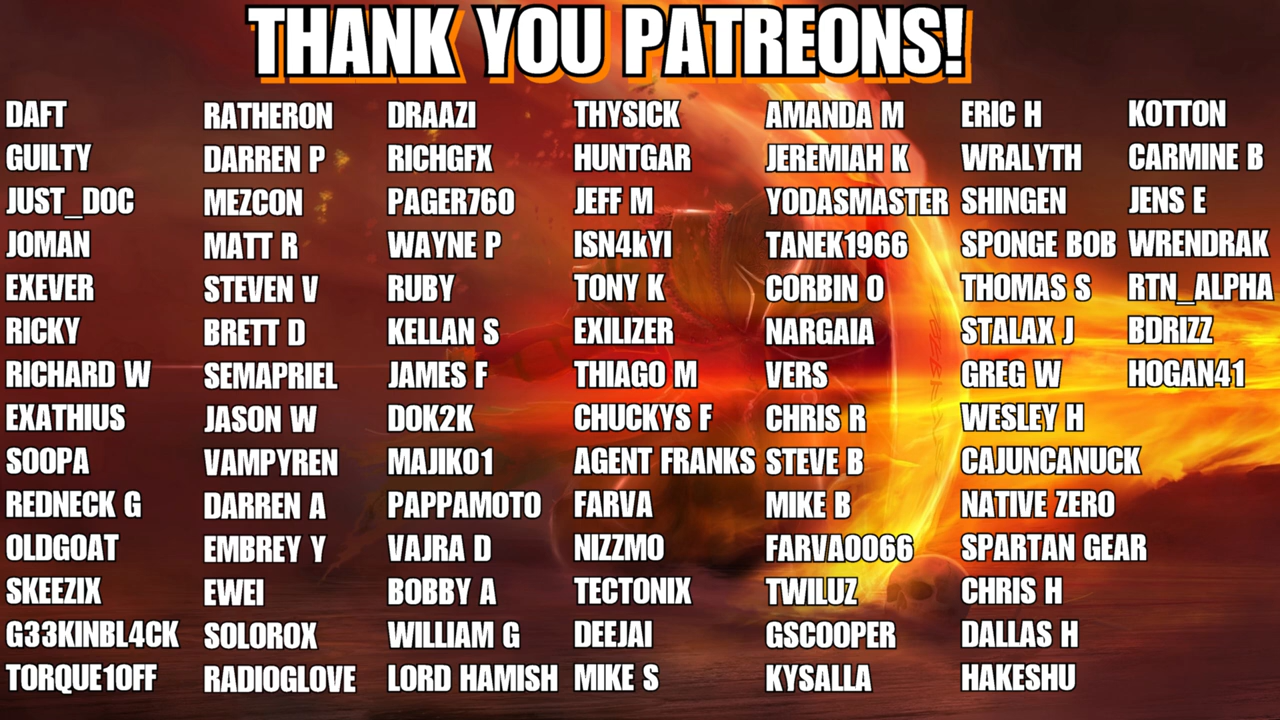 THANK YOU PATREONS!
DAFT
GUILTY
JUST_DOC
JOMAN
EXEVER
RICKY
RICHARD W
EXATHIUS
SOOPA
REDNECK G
OLDGOAT
SKEEZIX
G33KINBL4CK
TORQUE10FF
RATHERON
DARREN P
MEZCON
MATT R
STEVEN V
BRETT D
SEMAPRIEL
JASON W
VAMPYREN
DARREN A
EMBREY Y
EWEI
SOLOROX
RADIOGLOVE
DRAAZI
RICHGFX
PAGER760
WAYNE P
RUBY
KELLAN S
JAMES F
DOK2K
MAJIK01
PAPPAMOTO
VAJRA D
BOBBY A
WILLIAM G
LORD HAMISH
THYSICK
HUNTGAR
JEFF M
ISN4kYI
TONY K
EXILIZER
THIAGO M
CHUCKYS F
AGENT FRANKS
FARVA
NIZZMO
TECTONIX
DEEJAI
MIKE S
AMANDA M
JEREMIAH K
YODASMASTER
TANEK1966
CORBIN O
NARGAIA
VERS
CHRIS R
STEVE B
MIKE B
FARVA0066
TWILUZ
GSCOOPER
KYSALLA
ERIC H
WRALYTH
SHINGEN
SPONGE BOB
THOMAS S
STALAX J
GREG W
WESLEY H
CAJUNCANUCK
NATIVE ZERO
SPARTAN GEAR
CHRIS H
DALLAS H
HAKESHU
KOTTON
CARMINE B
JENS E
WRENDRAK
RTN_ALPHA
BDRIZZ
HOGAN41